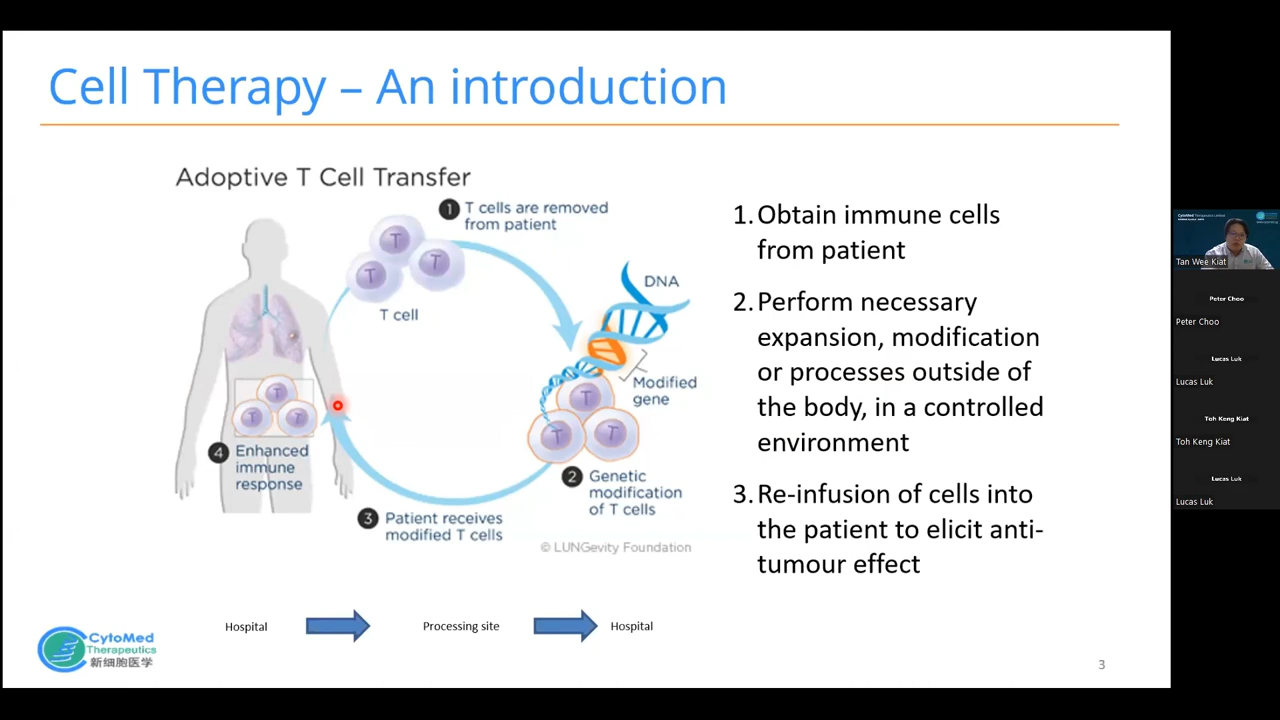 Cell Therapy – An introduction
Adoptive T Cell Transfer
1 T cells are removed
from patient
T
T
T
T cell
DNA
Modified
gene
T
T
T
2 Genetic
modification
of T cells
3 Patient receives
modified T cells
T
T
T
4 Enhanced
immune
response
© LUNGevity Foundation
1. Obtain immune cells
from patient
2. Perform necessary
expansion, modification
or processes outside of
the body, in a controlled
environment
3. Re-infusion of cells into
the patient to elicit anti-
tumour effect
Hospital
Processing site
Hospital
CytoMed
Therapeutics
新细胞医学
3
Tan Wee Kiat
Peter Choo
Peter Choo
Lucas Luk
Lucas Luk
Toh Keng Kiat
Toh Keng Kiat
Lucas Luk
Lucas Luk